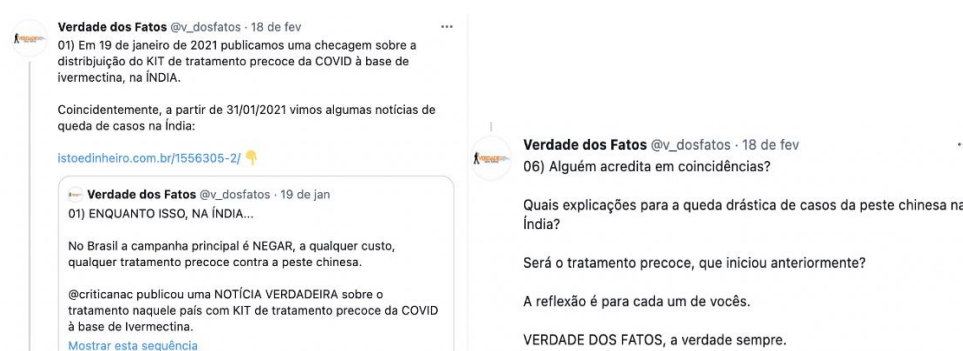 Verdade dos Fatos @v_dosfatos · 18 de fev
01) Em 19 de janeiro de 2021 publicamos uma checagem sobre a
distribjuição do KIT de tratamento precoce da COVID à base de
ivermectina, na ÍNDIA.
Coincidentemente, a partir de 31/01/2021 vimos algumas notícias de
queda de casos na Índia:
istoedinheiro.com.br/1556305-2/
Verdade dos Fatos @v_dosfatos · 19 de jan
01) ENQUANTO ISSO, NA ÍNDIA...
No Brasil a campanha principal é NEGAR, a qualquer custo,
qualquer tratamento precoce contra a peste chinesa.
@criticanac publicou uma NOTÍCIA VERDADEIRA sobre o
tratamento naquele país com KIT de tratamento precoce da COVID
à base de Ivermectina.
Mostrar esta sequência
Verdade dos Fatos @v_dosfatos · 18 de fev
06) Alguém acredita em coincidências?
Quais explicações para a queda drástica de casos da peste chinesa na
Índia?
Será o tratamento precoce, que iniciou anteriormente?
A reflexão é para cada um de vocês.
VERDADE DOS FATOS, a verdade sempre.